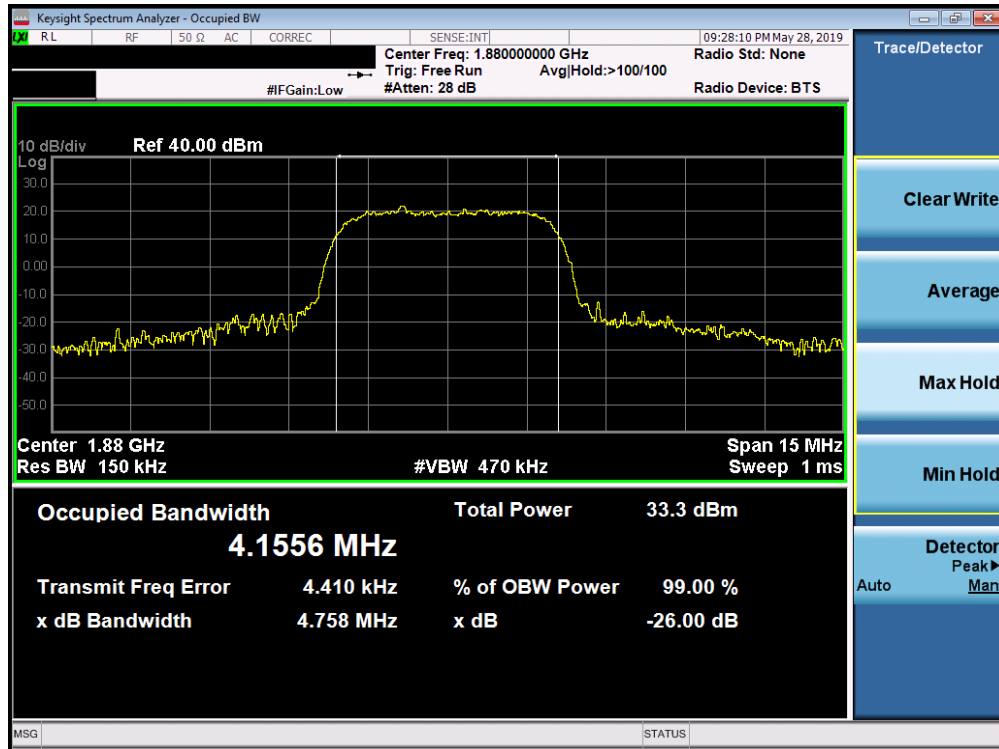 Keysight Spectrum Analyzer - Occupied BW
LXI RL RF 50 Ω AC CORREC SENSE:INT 09:28:10 PM May 28, 2019
Center Freq: 1.880000000 GHz Radio Std: None
Trig: Free Run Avg|Hold:>100/100
#IFGain:Low #Atten: 28 dB Radio Device: BTS
10 dB/div Ref 40.00 dBm
Log
30.0
20.0
10.0
0.00
-10.0
-20.0
-30.0
-40.0
-50.0
Center 1.88 GHz Span 15 MHz
Res BW 150 kHz #VBW 470 kHz Sweep 1 ms
Occupied Bandwidth Total Power 33.3 dBm
4.1556 MHz
Transmit Freq Error 4.410 kHz % of OBW Power 99.00 %
x dB Bandwidth 4.758 MHz x dB -26.00 dB
MSG STATUS
Trace/Detector
Clear Write
Average
Max Hold
Min Hold
Detector
Peak▶
Auto Man